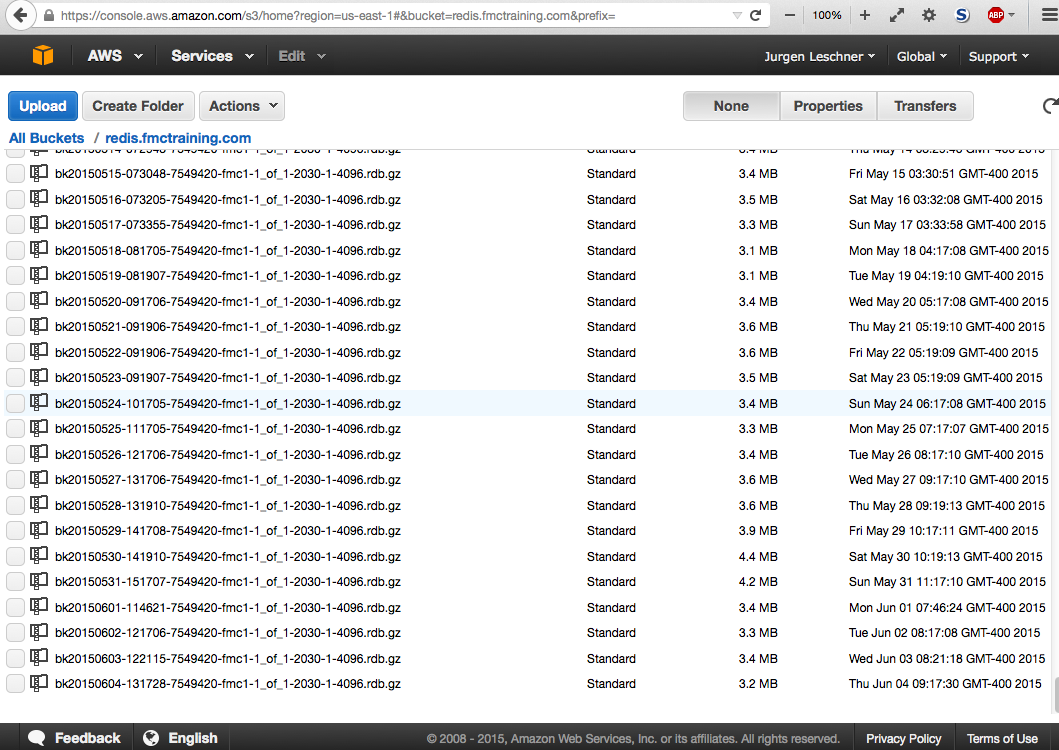 https://console.aws.amazon.com/s3/home?region=us-east-1#&bucket=redis.fmctraining.com&prefix=
100%
S
ABP
AWS Services Edit Jurgen Leschner Global Support
Upload Create Folder Actions None Properties Transfers
All Buckets / redis.fmctraining.com
bk20150514-072948-7549420-fmc1-1_of_1-2030-1-4096.rdb.gz Standard 3.4 MB
bk20150515-073048-7549420-fmc1-1_of_1-2030-1-4096.rdb.gz Standard 3.4 MB Fri May 15 03:30:51 GMT-400 2015
bk20150516-073205-7549420-fmc1-1_of_1-2030-1-4096.rdb.gz Standard 3.5 MB Sat May 16 03:32:08 GMT-400 2015
bk20150517-073355-7549420-fmc1-1_of_1-2030-1-4096.rdb.gz Standard 3.3 MB Sun May 17 03:33:58 GMT-400 2015
bk20150518-081705-7549420-fmc1-1_of_1-2030-1-4096.rdb.gz Standard 3.1 MB Mon May 18 04:17:08 GMT-400 2015
bk20150519-081907-7549420-fmc1-1_of_1-2030-1-4096.rdb.gz Standard 3.1 MB Tue May 19 04:19:10 GMT-400 2015
bk20150520-091706-7549420-fmc1-1_of_1-2030-1-4096.rdb.gz Standard 3.4 MB Wed May 20 05:17:08 GMT-400 2015
bk20150521-091906-7549420-fmc1-1_of_1-2030-1-4096.rdb.gz Standard 3.6 MB Thu May 21 05:19:10 GMT-400 2015
bk20150522-091906-7549420-fmc1-1_of_1-2030-1-4096.rdb.gz Standard 3.6 MB Fri May 22 05:19:09 GMT-400 2015
bk20150523-091907-7549420-fmc1-1_of_1-2030-1-4096.rdb.gz Standard 3.5 MB Sat May 23 05:19:09 GMT-400 2015
bk20150524-101705-7549420-fmc1-1_of_1-2030-1-4096.rdb.gz Standard 3.4 MB Sun May 24 06:17:08 GMT-400 2015
bk20150525-111705-7549420-fmc1-1_of_1-2030-1-4096.rdb.gz Standard 3.3 MB Mon May 25 07:17:07 GMT-400 2015
bk20150526-121706-7549420-fmc1-1_of_1-2030-1-4096.rdb.gz Standard 3.4 MB Tue May 26 08:17:10 GMT-400 2015
bk20150527-131706-7549420-fmc1-1_of_1-2030-1-4096.rdb.gz Standard 3.6 MB Wed May 27 09:17:10 GMT-400 2015
bk20150528-131910-7549420-fmc1-1_of_1-2030-1-4096.rdb.gz Standard 3.6 MB Thu May 28 09:19:13 GMT-400 2015
bk20150529-141708-7549420-fmc1-1_of_1-2030-1-4096.rdb.gz Standard 3.9 MB Fri May 29 10:17:11 GMT-400 2015
bk20150530-141910-7549420-fmc1-1_of_1-2030-1-4096.rdb.gz Standard 4.4 MB Sat May 30 10:19:13 GMT-400 2015
bk20150531-151707-7549420-fmc1-1_of_1-2030-1-4096.rdb.gz Standard 4.2 MB Sun May 31 11:17:10 GMT-400 2015
bk20150601-114621-7549420-fmc1-1_of_1-2030-1-4096.rdb.gz Standard 3.4 MB Mon Jun 01 07:46:24 GMT-400 2015
bk20150602-121706-7549420-fmc1-1_of_1-2030-1-4096.rdb.gz Standard 3.3 MB Tue Jun 02 08:17:08 GMT-400 2015
bk20150603-122115-7549420-fmc1-1_of_1-2030-1-4096.rdb.gz Standard 3.4 MB Wed Jun 03 08:21:18 GMT-400 2015
bk20150604-131728-7549420-fmc1-1_of_1-2030-1-4096.rdb.gz Standard 3.2 MB Thu Jun 04 09:17:30 GMT-400 2015
Feedback English © 2008 - 2015, Amazon Web Services, Inc. or its affiliates. All rights reserved. Privacy Policy Terms of Use